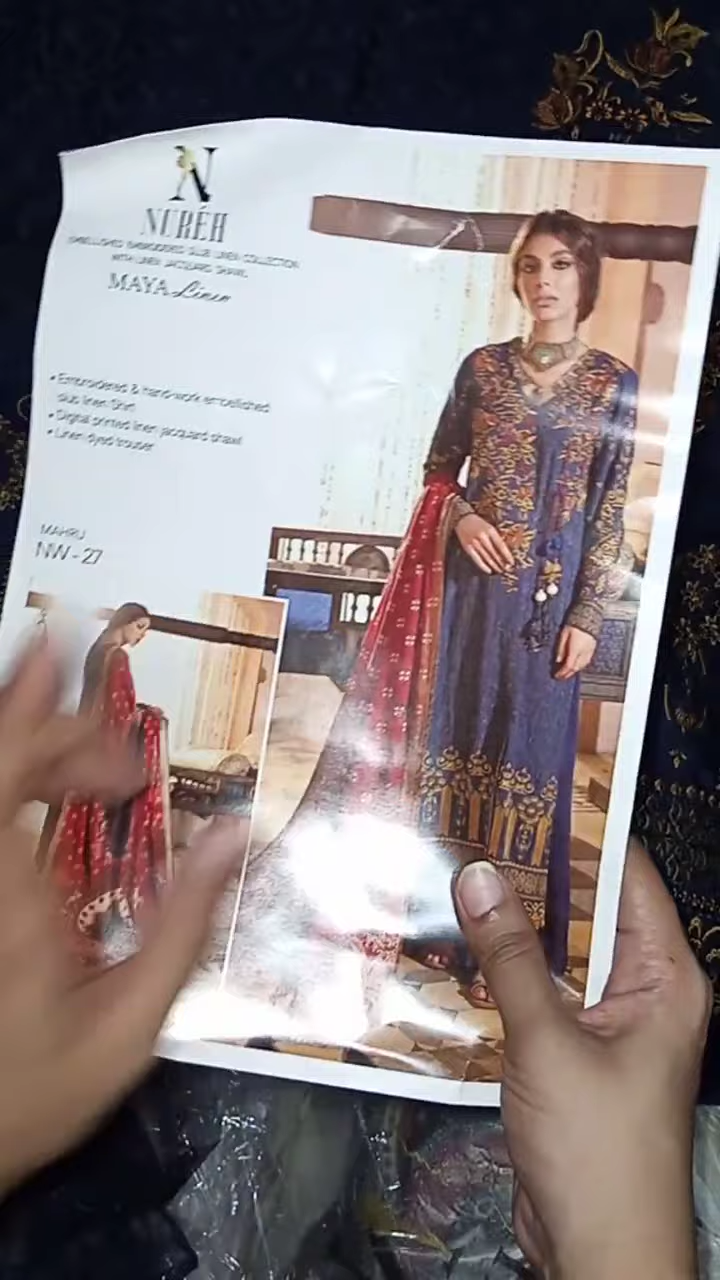 N
NURÉH
EMBELLISHED EMBROIDERED SLUB LINEN COLLECTION
WITH LINEN JACQUARD SHAWL
MAYA Linen
• Embroidered & hand-work embellished
slub linen Shirt
• Digital printed linen jacquard shawl
• Linen dyed trouser
MAHRU
NW - 27